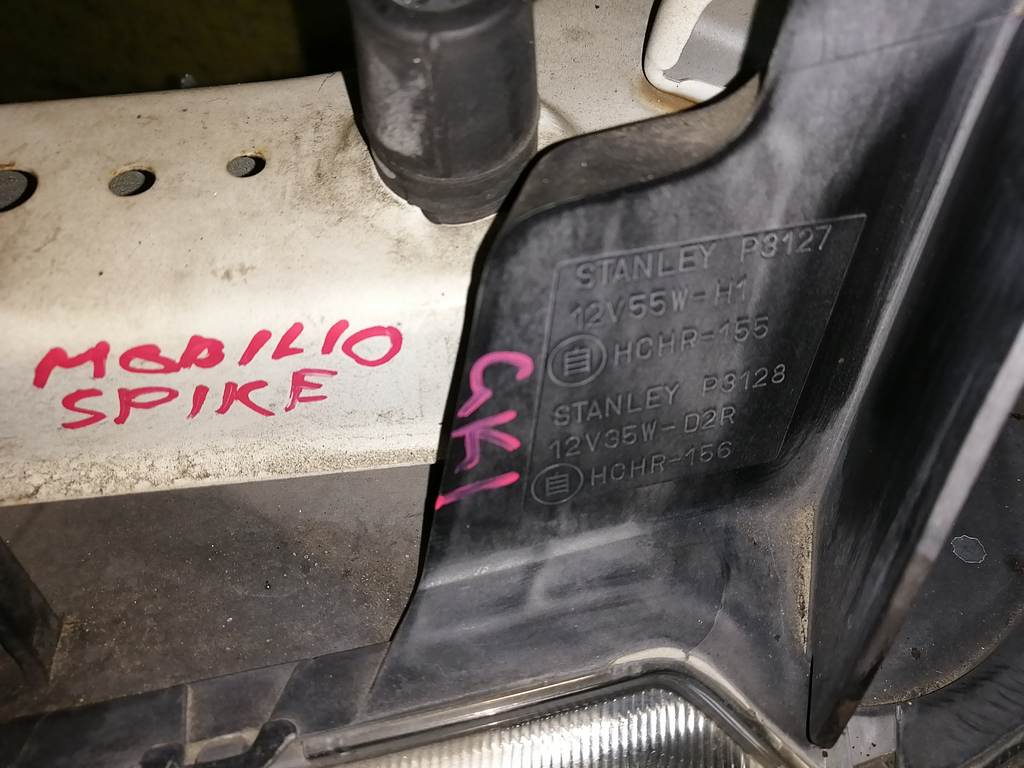 MOBILIO
SPIKE
GK1
STANLEY P3127
12V55W-H1
HCHR-155
STANLEY P3128
12V35W-D2R
HCHR-156